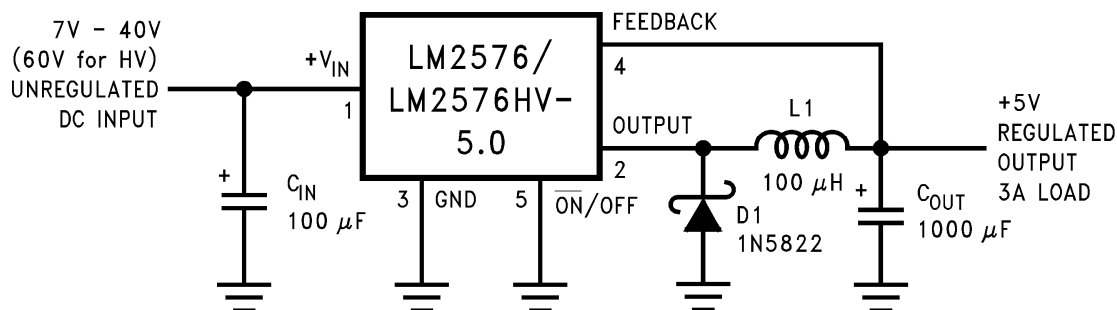 7V – 40V
(60V for HV)
UNREGULATED
DC INPUT
+VIN
1
LM2576/
LM2576HV–
5.0
FEEDBACK
4
OUTPUT
2
3
GND
5
ON/OFF
+
CIN
100 μF
L1
100 μH
D1
1N5822
+
COUT
1000 μF
+5V
REGULATED
OUTPUT
3A LOAD